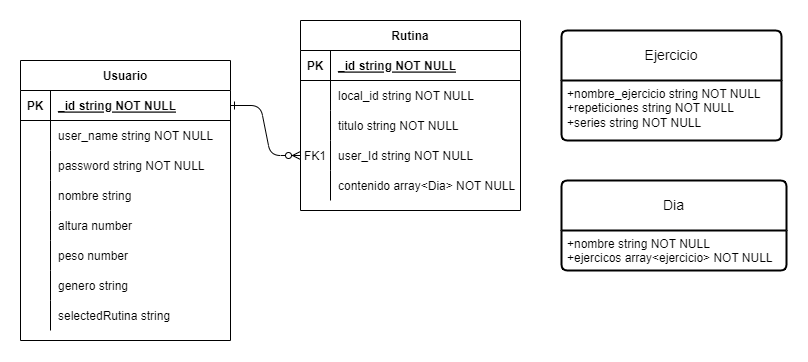 Usuario
PK _id string NOT NULL
user_name string NOT NULL
password string NOT NULL
nombre string
altura number
peso number
genero string
selectedRutina string
Rutina
PK _id string NOT NULL
local_id string NOT NULL
titulo string NOT NULL
FK1 user_Id string NOT NULL
contenido array<Dia> NOT NULL
Ejercicio
+nombre_ejercicio string NOT NULL
+repeticiones string NOT NULL
+series string NOT NULL
Dia
+nombre string NOT NULL
+ejercicos array<ejercicio> NOT NULL